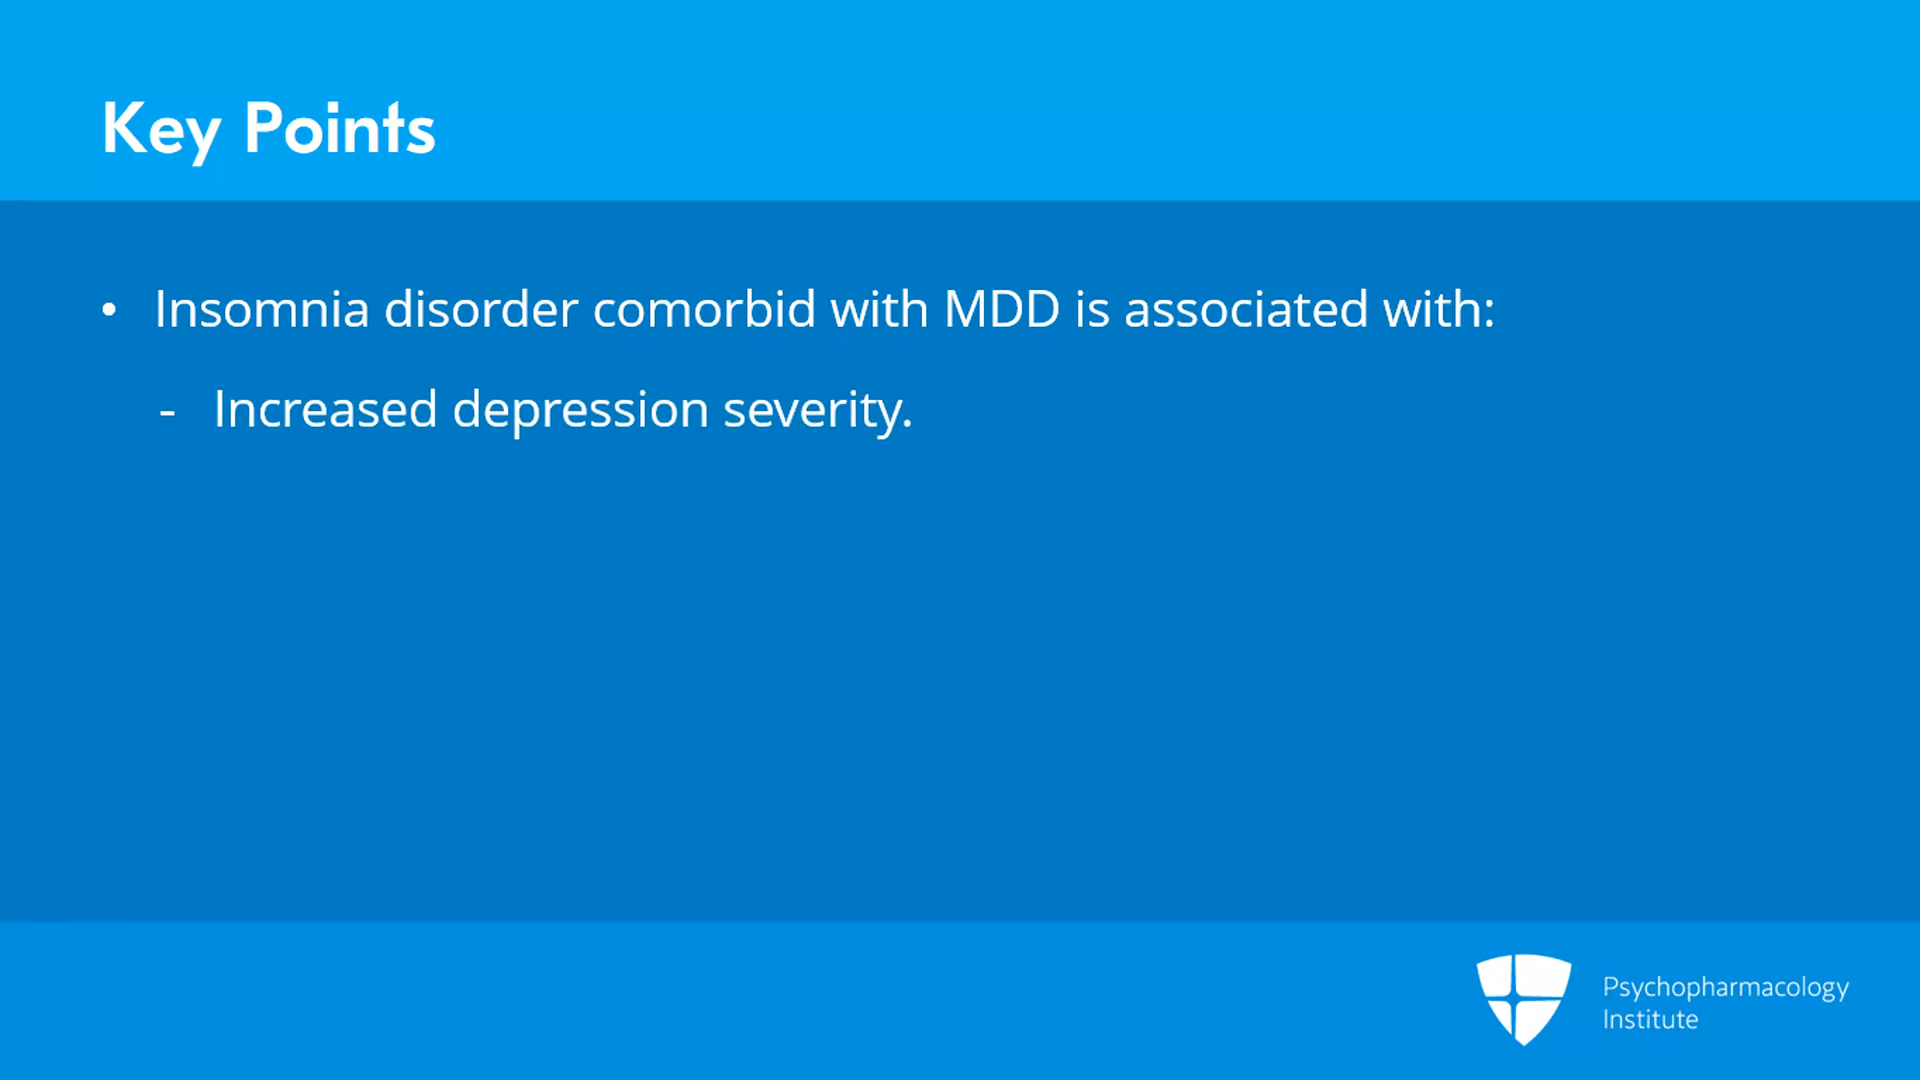 Key Points
• Insomnia disorder comorbid with MDD is associated with:
- Increased depression severity.
Psychopharmacology
Institute